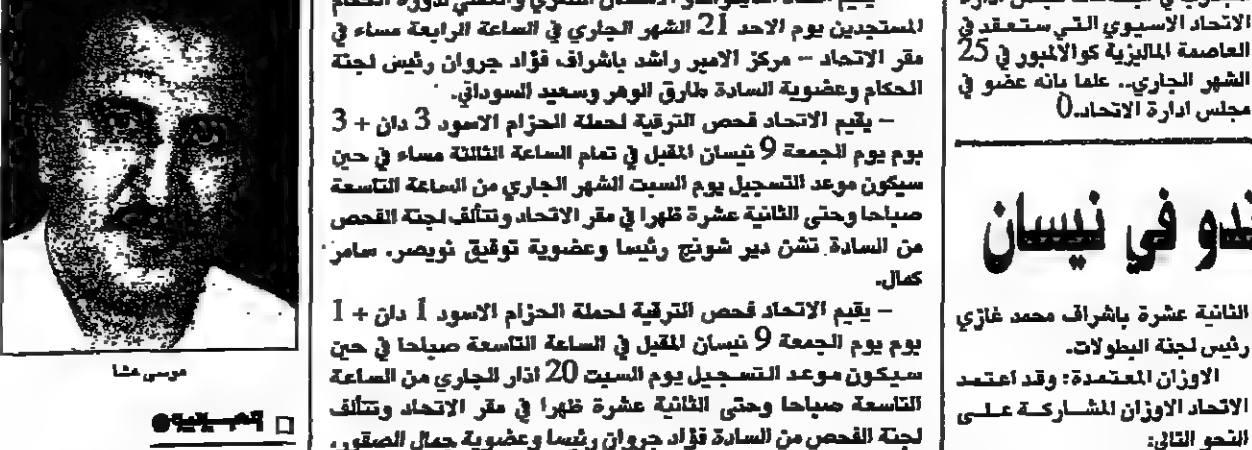 الاتحاد الاسيوي التي ستعقد في
العاصمة الماليزية كوالالمبور في 25
الشهر الجاري.. علما بانه عضو في
مجلس ادارة الاتحاد.0
ندو في نيسان
الثانية عشرة باشراف محمد غازي
رئيس لجنة البطولات.
الاوزان المعتمدة: وقد اعتمد
الاتحاد الاوزان المشاركة على
النحو التالي:
المستجدين يوم الاحد 21 الشهر الجاري في الساعة الرابعة مساء في
مقر الاتحاد – مركز الامير راشد باشراف فؤاد جروان رئيس لجنة
الحكام وعضوية السادة طارق الوهر وسعيد السوداني.
– يقيم الاتحاد فحص الترقية لحملة الحزام الاسود 3 دان + 3
بوم يوم الجمعة 9 نيسان المقبل في تمام الساعة الثالثة مساء في حين
سيكون موعد التسجيل يوم السبت الشهر الجاري من الساعة التاسعة
صباحا وحتى الثانية عشرة ظهرا في مقر الاتحاد وتتألف لجنة الفحص
من السادة تشن دير شونج رئيسا وعضوية توفيق نويصر، سامر
كمال.
– يقيم الاتحاد فحص الترقية لحملة الحزام الاسود 1 دان + 1
بوم يوم الجمعة 9 نيسان المقبل في الساعة التاسعة صباحا في حين
سيكون موعد التسجيل يوم السبت 20 اذار الجاري من الساعة
التاسعة صباحا وحتى الثانية عشرة ظهرا في مقر الاتحاد وتتألف
لجنة الفحص من السادة فؤاد جروان رئيسا وعضوية جمال الصقور،
موسى عشا